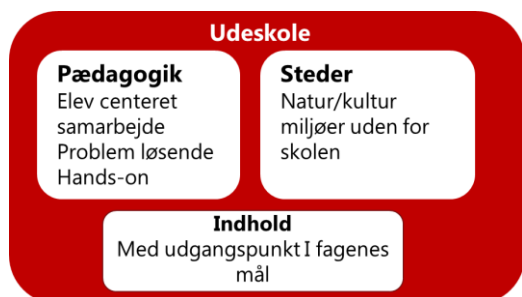 Udeskole
Pædagogik
Elev centeret
samarbejde
Problem løsende
Hands-on
Steder
Natur/kultur
miljøer uden for
skolen
Indhold
Med udgangspunkt I fagenes
mål